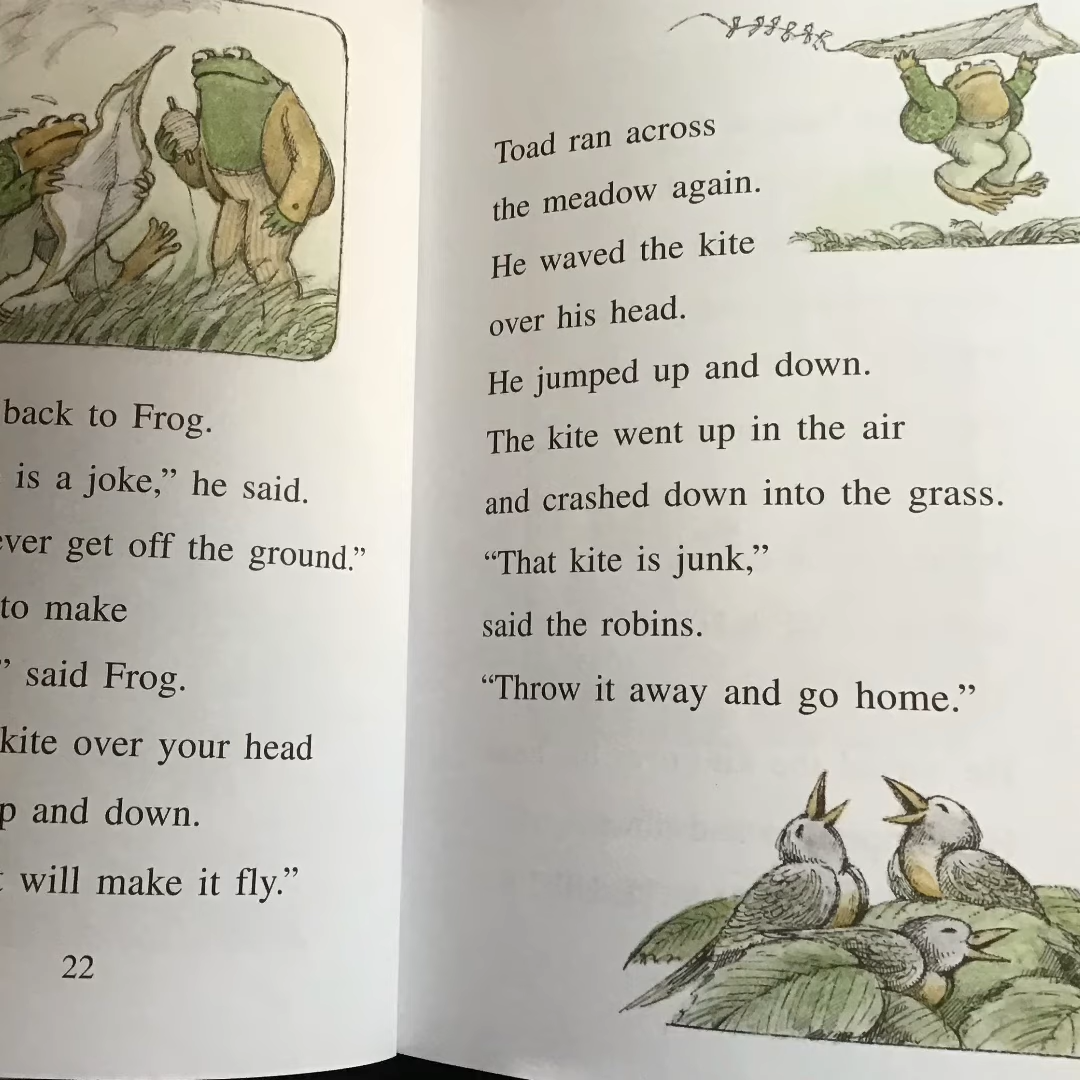 back to Frog.
is a joke,” he said.
ever get off the ground.”
to make
” said Frog.
kite over your head
and down.
will make it fly.”
22
Toad ran across
the meadow again.
He waved the kite
over his head.
He jumped up and down.
The kite went up in the air
and crashed down into the grass.
“That kite is junk,”
said the robins.
“Throw it away and go home.”